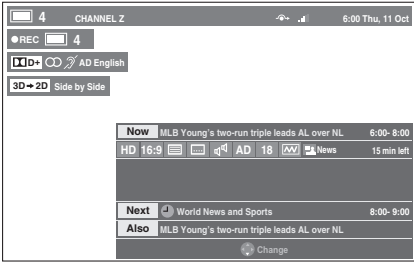 4 CHANNEL Z 6:00 Thu, 11 Oct
REC 4
D+ AD English
3D➔2D Side by Side
Now MLB Young's two-run triple leads AL over NL 6:00- 8:00
HD 16:9 AD 18 News 15 min left
Next World News and Sports 8:00- 9:00
Also MLB Young's two-run triple leads AL over NL
Change